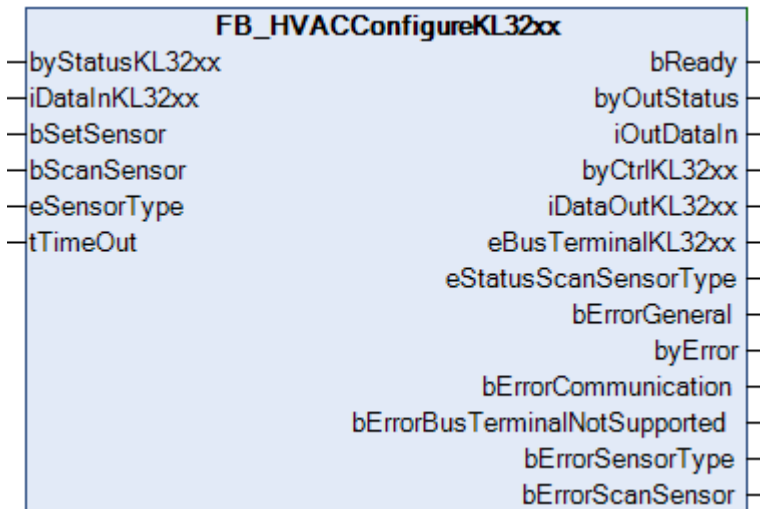 FB_HVACConfigureKL32xx
byStatusKL32xx bReady
iDataInKL32xx byOutStatus
bSetSensor iOutDataIn
bScanSensor byCtrlKL32xx
eSensorType iDataOutKL32xx
tTimeOut eBusTerminalKL32xx
eStatusScanSensorType
bErrorGeneral
byError
bErrorCommunication
bErrorBusTerminalNotSupported
bErrorSensorType
bErrorScanSensor